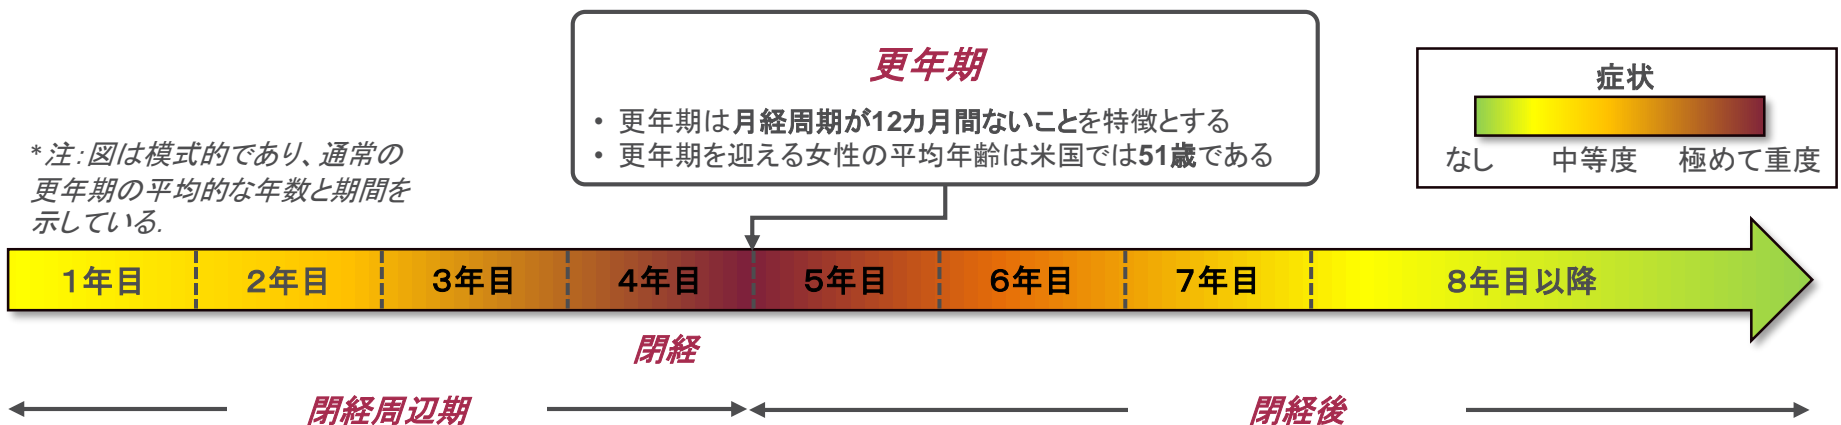 更年期
• 更年期は月経周期が12カ月間ないことを特徴とする
• 更年期を迎える女性の平均年齢は米国では51歳である
症状
なし 中等度 極めて重度
*注：図は模式的であり、通常の
更年期の平均的な年数と期間を
示している.
1年目 2年目 3年目 4年目 5年目 6年目 7年目 8年目以降
閉経
閉経周辺期 閉経後